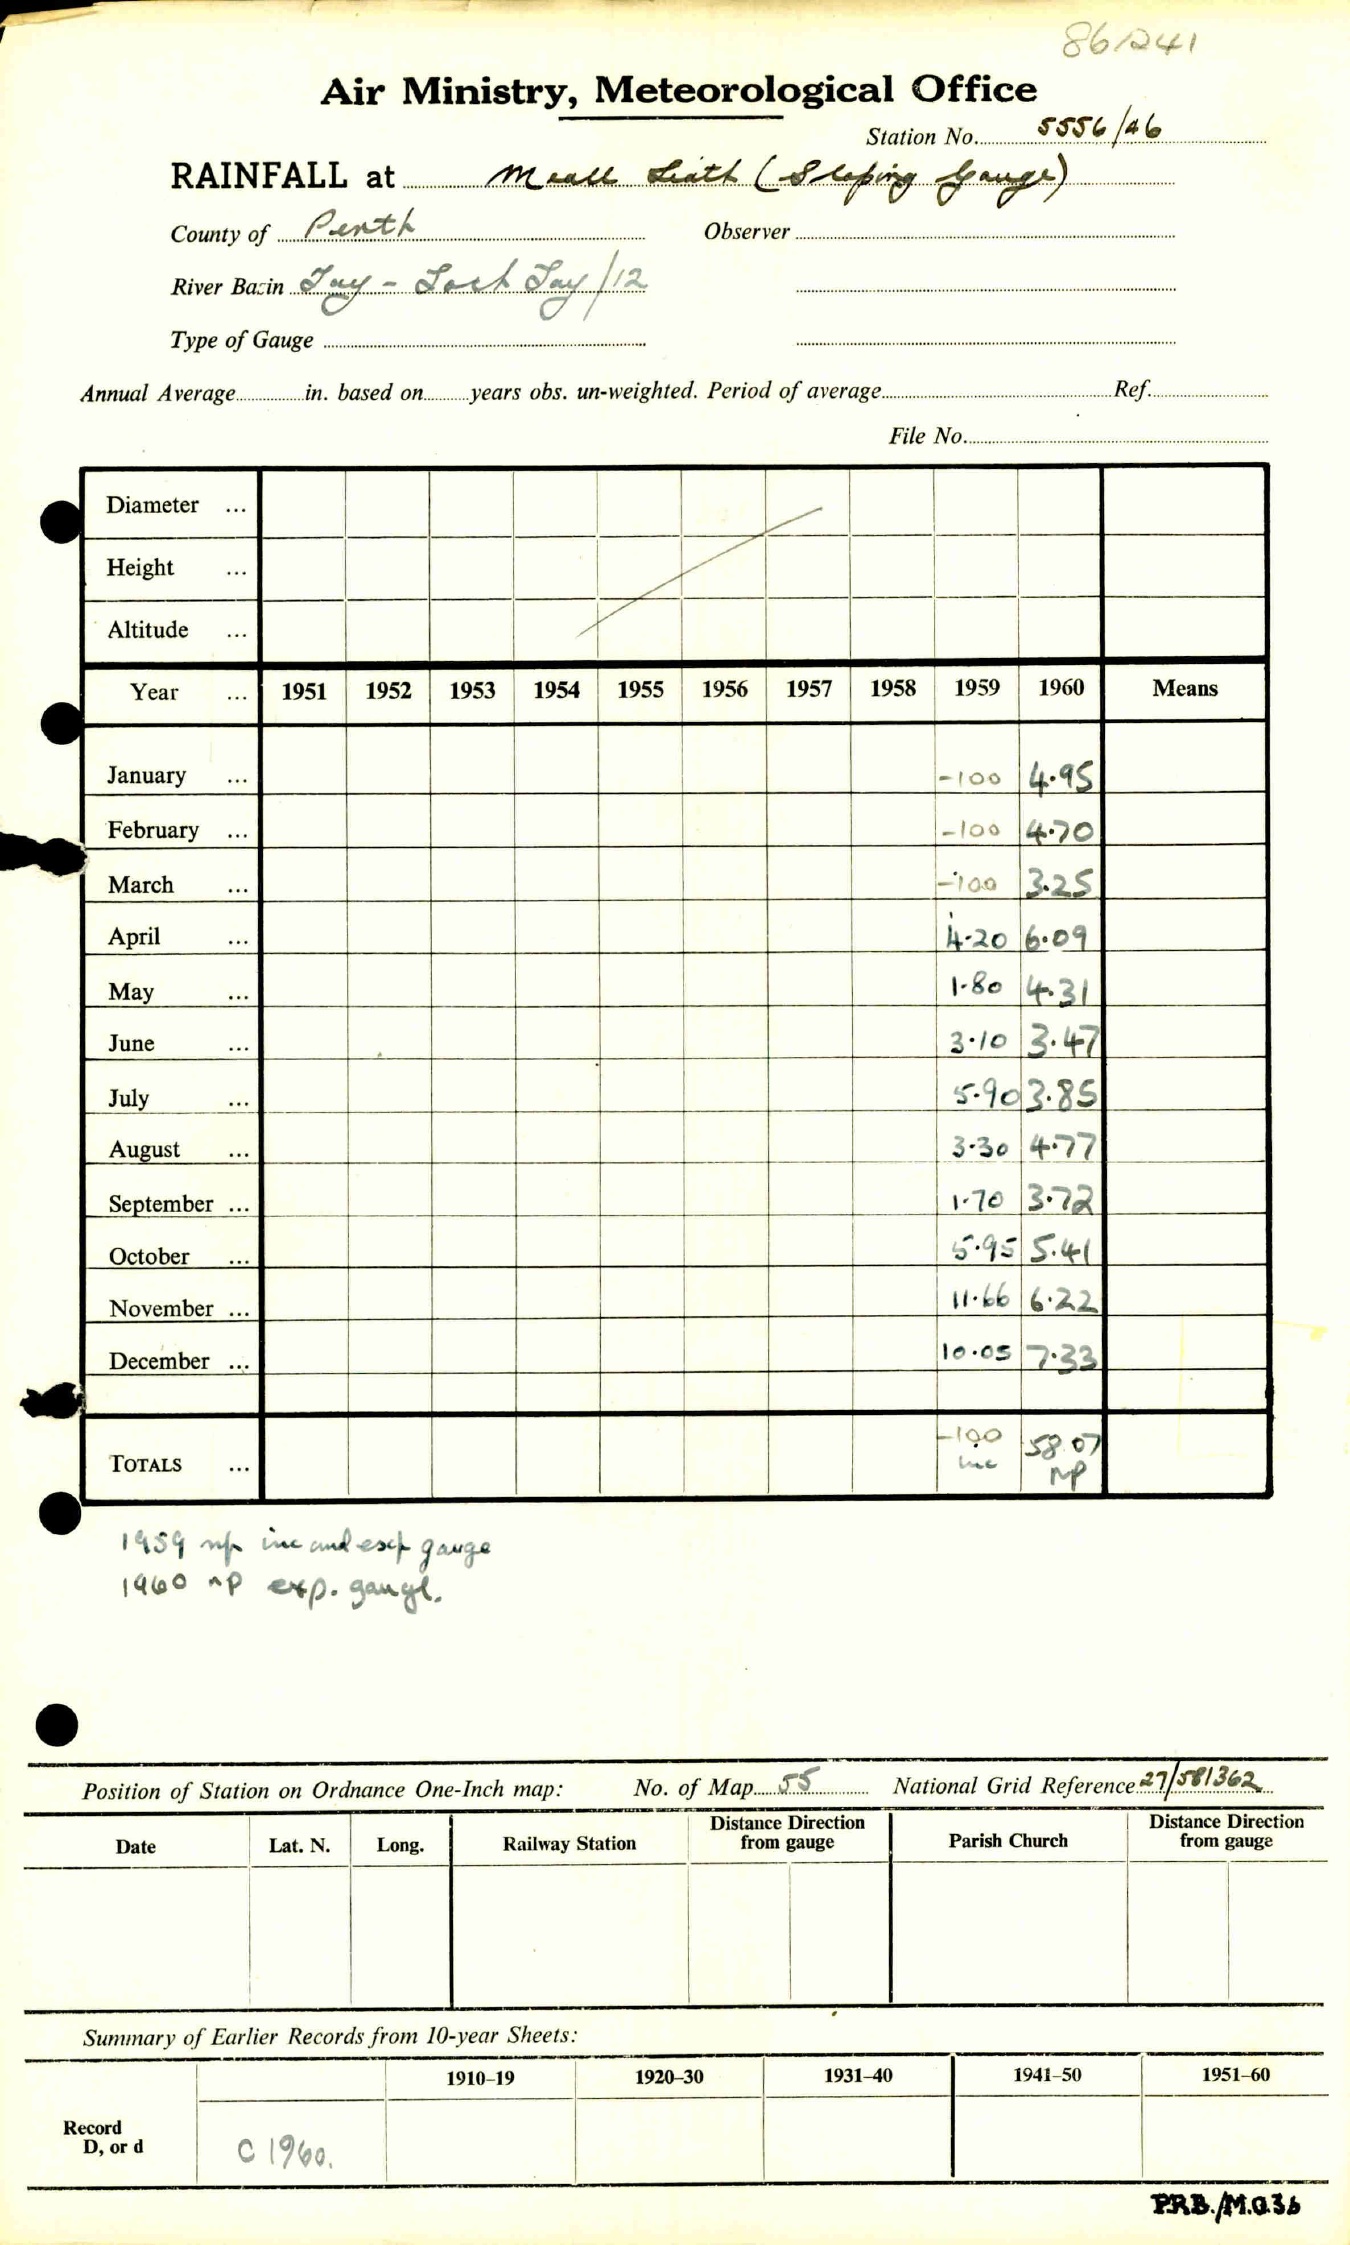 86/241
Air Ministry, Meteorological Office
Station No. 5556/46
RAINFALL at Meall Liath (Sloping Gauge)
County of Perth Observer
River Basin Tay - Loch Tay/12
Type of Gauge
Annual Average in. based on years obs. un-weighted. Period of average Ref.
File No.
Diameter ...
Height ...
Altitude ...
Year ... 1951 1952 1953 1954 1955 1956 1957 1958 1959 1960 Means
January ... -100 4.95
February ... -100 4.70
March ... -100 3.25
April ... 4.20 6.09
May ... 1.80 4.31
June ... 3.10 3.47
July ... 5.90 3.85
August ... 3.30 4.77
September ... 1.70 3.72
October ... 5.95 5.41
November ... 11.66 6.22
December ... 10.05 7.33
TOTALS ... -100 58.07
inc NP
1959 np inc and exp gauge
1960 np exp. gauge.
Position of Station on Ordnance One-Inch map: No. of Map 55 National Grid Reference 27/581362
Date Lat. N. Long. Railway Station Distance Direction from gauge Parish Church Distance Direction from gauge
Summary of Earlier Records from 10-year Sheets:
1910–19 1920–30 1931–40 1941–50 1951–60
Record
D, or d C 1960.
P.R.B./M.O.36